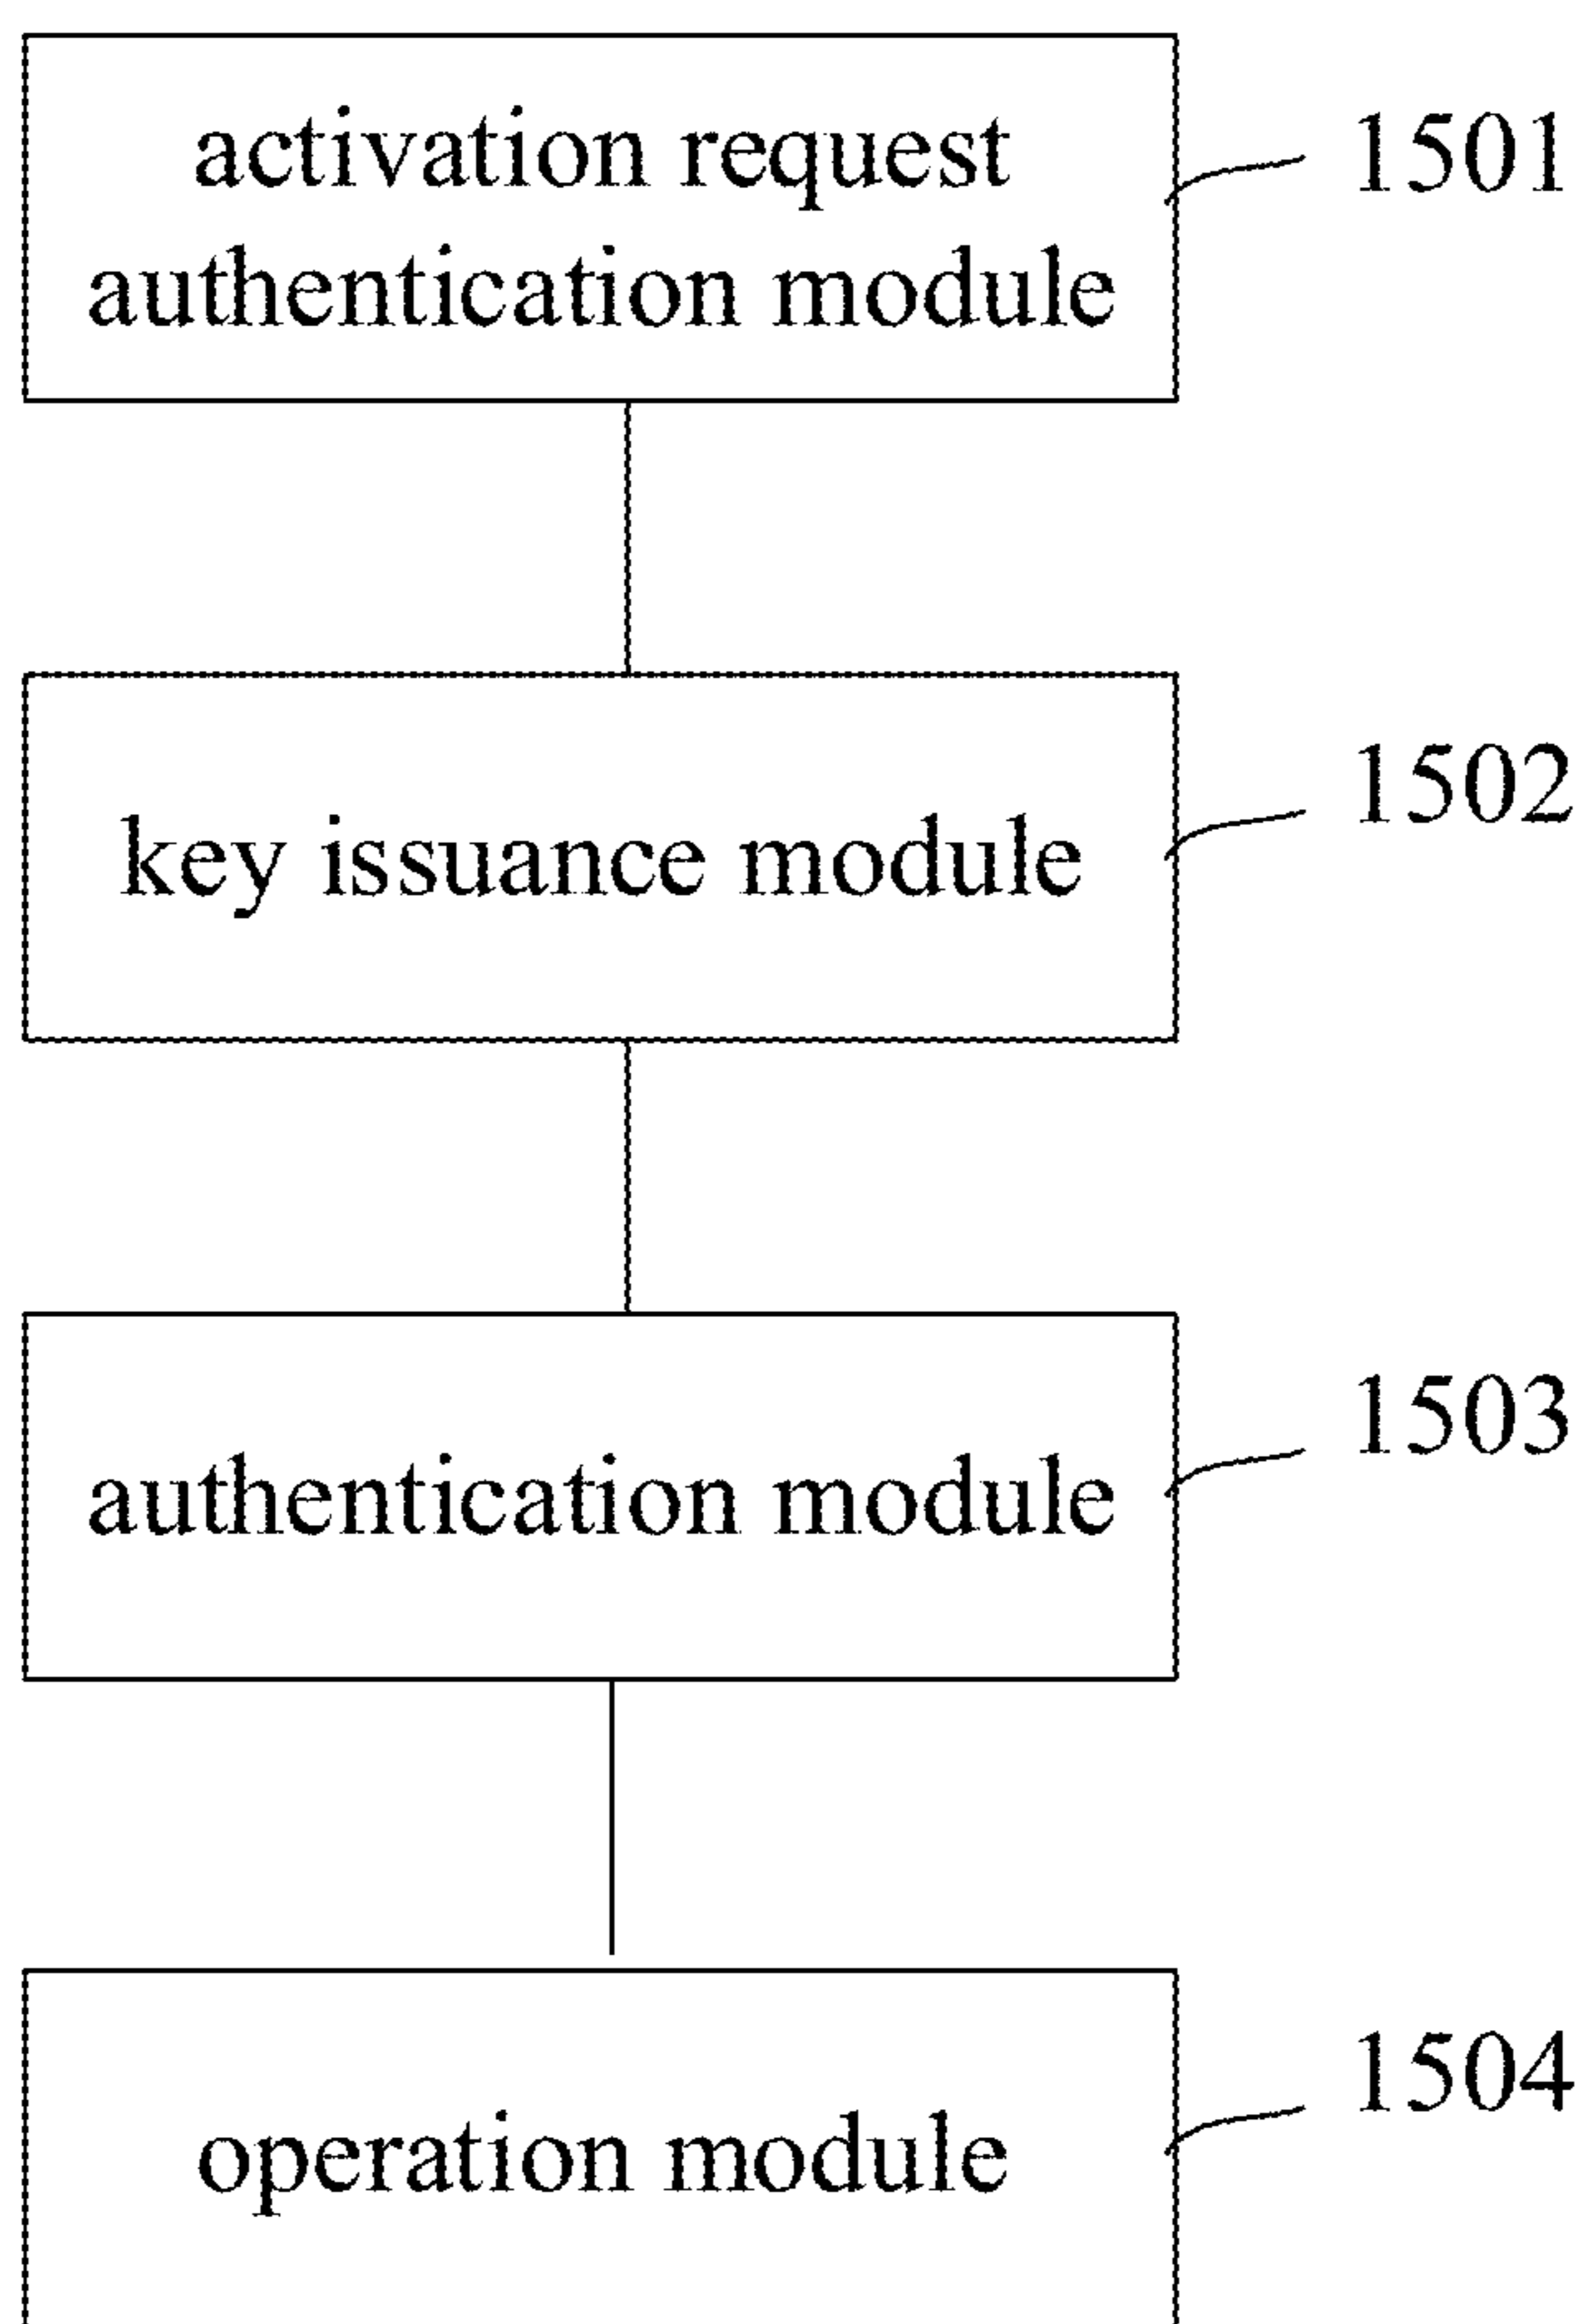 activation request
authentication module
1501
key issuance module
1502
authentication module
1503
operation module
1504